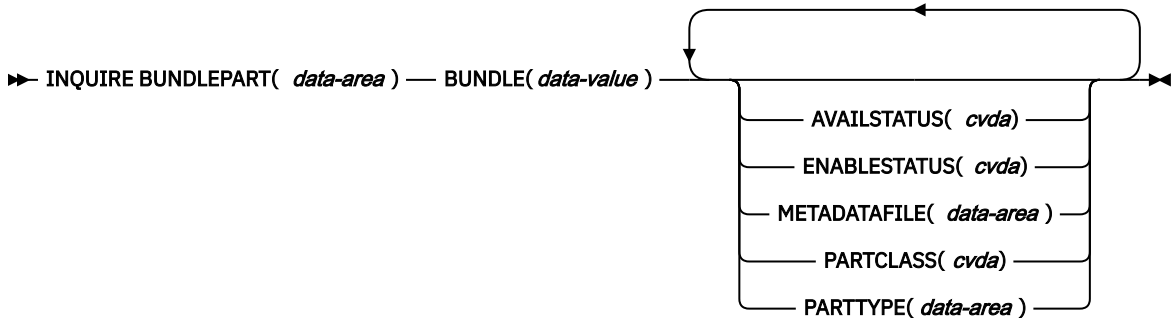 INQUIRE BUNDLEPART( data-area ) BUNDLE( data-value )
AVAILSTATUS( cvda)
ENABLESTATUS( cvda)
METADATAFILE( data-area )
PARTCLASS( cvda)
PARTTYPE( data-area )